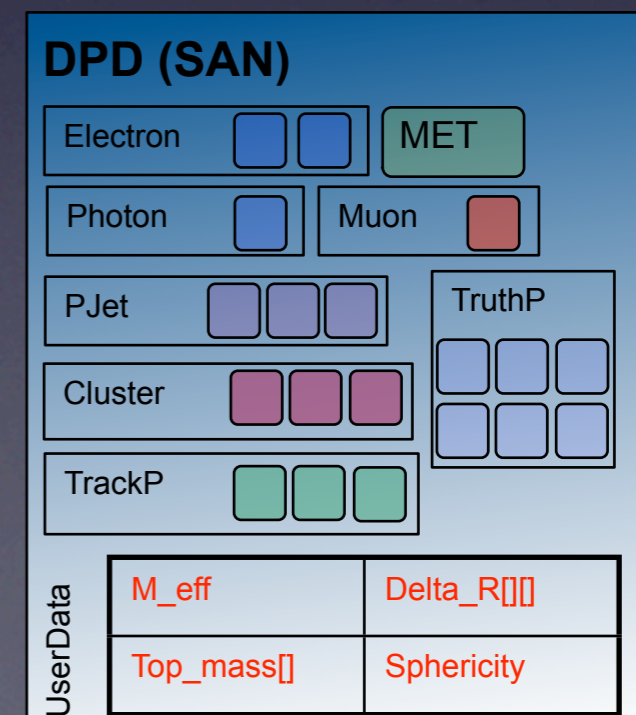 DPD (SAN)
Electron
MET
Photon
Muon
PJet
TruthP
Cluster
TrackP
UserData
M_eff
Delta_R[][]
Top_mass[]
Sphericity